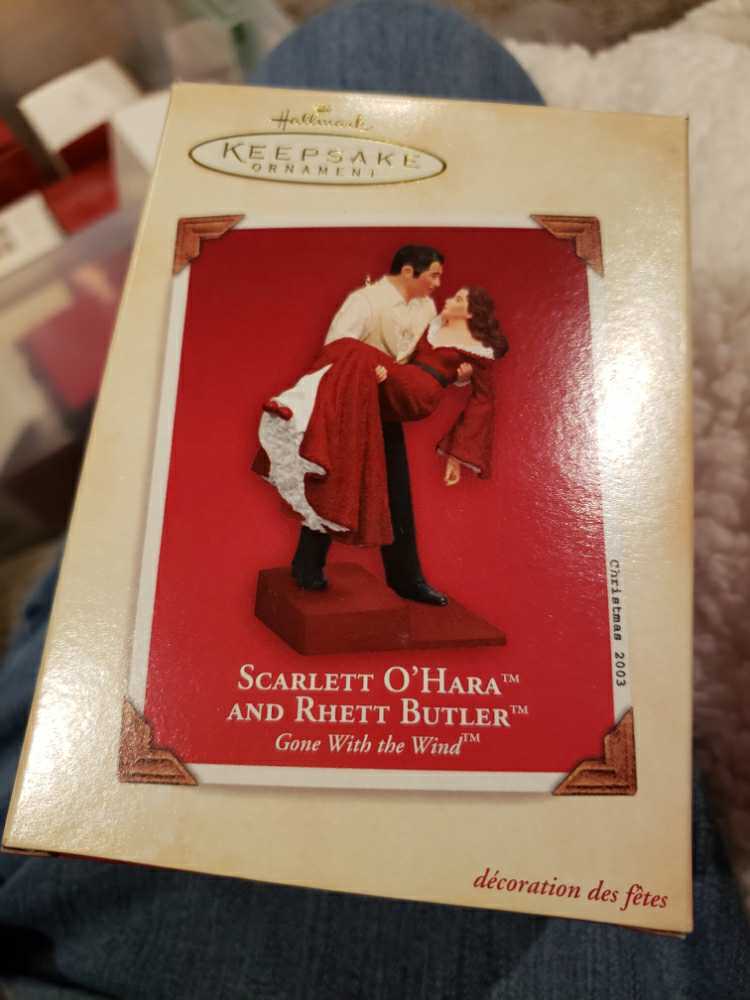 Hallmark
KEEPSAKE
ORNAMENT
Christmas 2003
SCARLETT O'HARA™
AND RHETT BUTLER™
Gone With the Wind™
décoration des fêtes